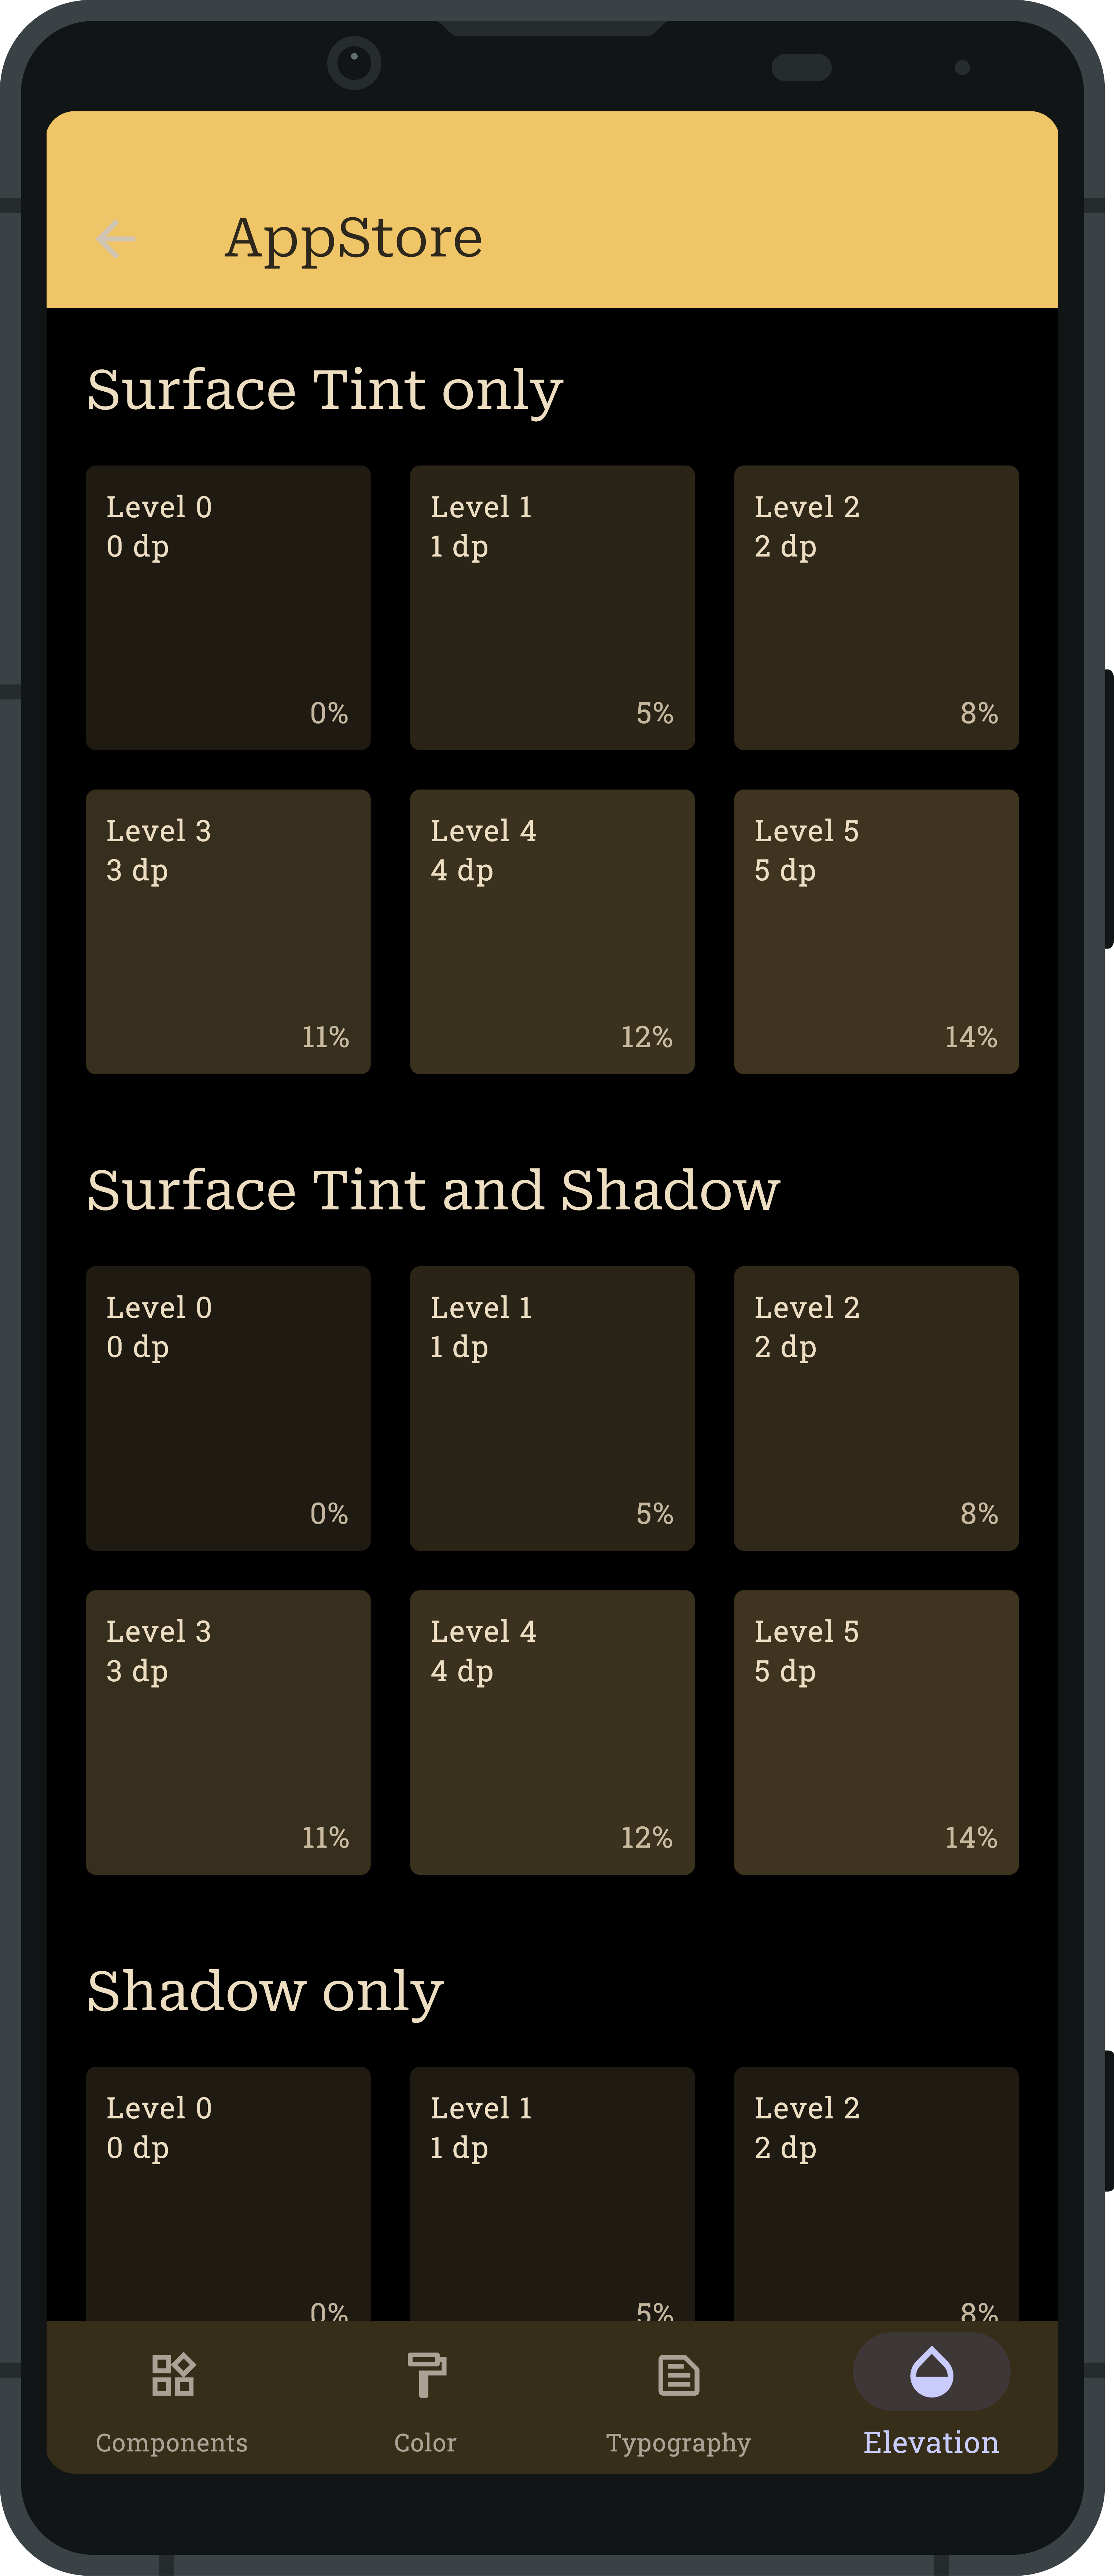 AppStore
Surface Tint only
Level 0
0 dp
0%
Level 1
1 dp
5%
Level 2
2 dp
8%
Level 3
3 dp
11%
Level 4
4 dp
12%
Level 5
5 dp
14%
Surface Tint and Shadow
Level 0
0 dp
0%
Level 1
1 dp
5%
Level 2
2 dp
8%
Level 3
3 dp
11%
Level 4
4 dp
12%
Level 5
5 dp
14%
Shadow only
Level 0
0 dp
0%
Level 1
1 dp
5%
Level 2
2 dp
8%
Components
Color
Typography
Elevation